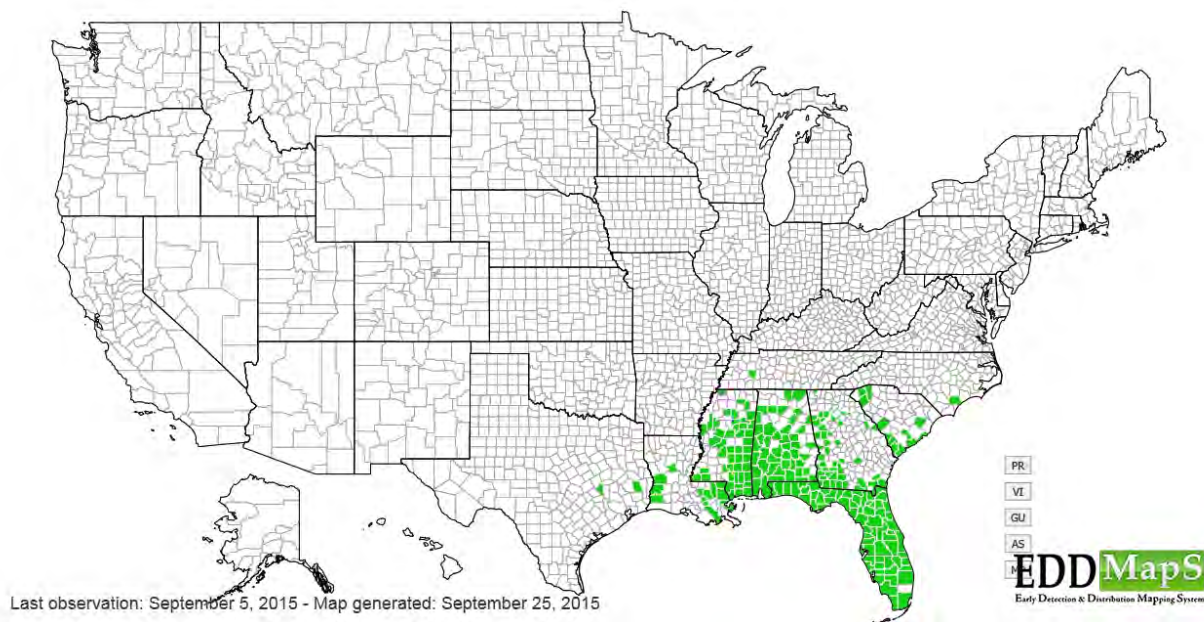 PR
VI
GU
AS
EDDMapS
Early Detection & Distribution Mapping System
Last observation: September 5, 2015 - Map generated: September 25, 2015